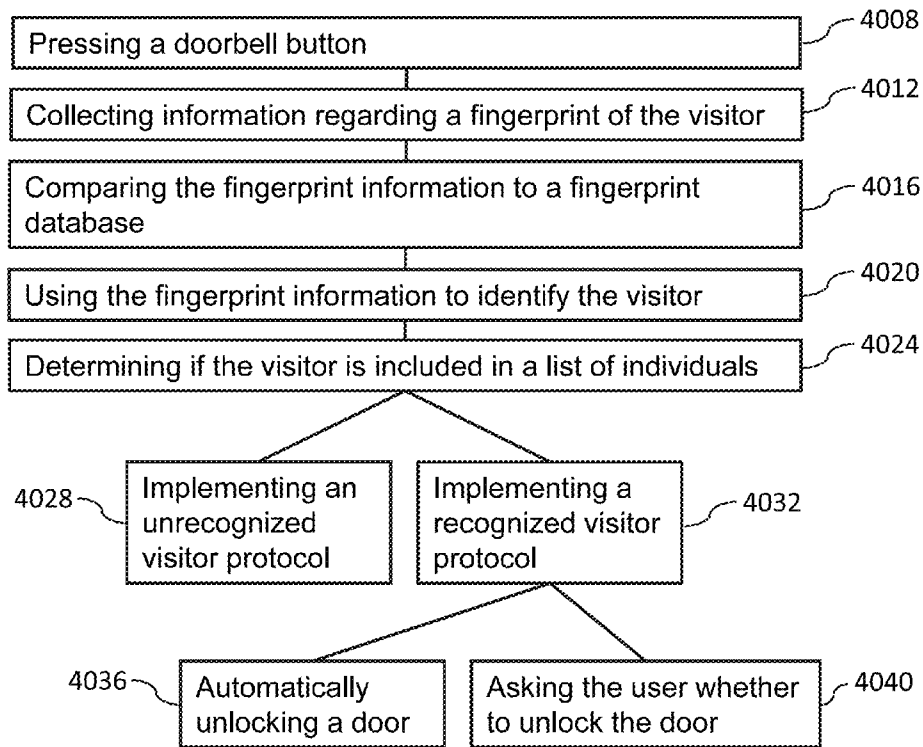 Pressing a doorbell button
4008
Collecting information regarding a fingerprint of the visitor
4012
Comparing the fingerprint information to a fingerprint
database
4016
Using the fingerprint information to identify the visitor
4020
Determining if the visitor is included in a list of individuals
4024
4028
Implementing an
unrecognized
visitor protocol
Implementing a
recognized visitor
protocol
4032
4036
Automatically
unlocking a door
Asking the user whether
to unlock the door
4040